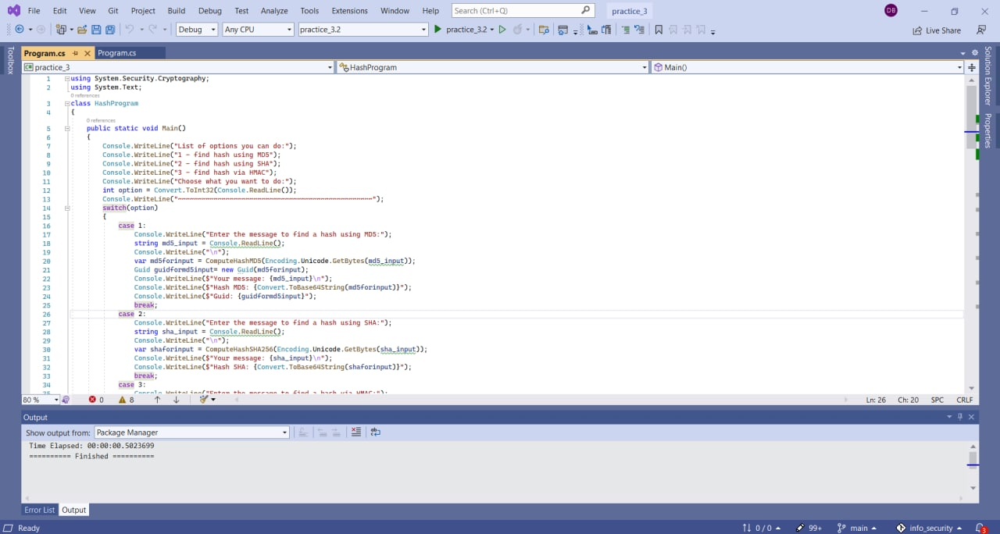 File Edit View Git Project Build Debug Test Analyze Tools Extensions Window Help Search (Ctrl+Q) practice_3 DB
Debug Any CPU practice_3.2 practice_3.2 Live Share
Toolbox
Program.cs Program.cs
practice_3 HashProgram Main()
1 using System.Security.Cryptography;
2 using System.Text;
0 references
3 class HashProgram
4 {
0 references
5 public static void Main()
6 {
7 Console.WriteLine("List of options you can do:");
8 Console.WriteLine("1 - find hash using MD5");
9 Console.WriteLine("2 - find hash using SHA");
10 Console.WriteLine("3 - find hash via HMAC");
11 Console.WriteLine("Choose what you want to do:");
12 int option = Convert.ToInt32(Console.ReadLine());
13 Console.WriteLine("~~~~~~~~~~~~~~~~~~~~~~~~~~~~~~~~~~~~~~~~~~~~~~~~~");
14 switch(option)
15 {
16 case 1:
17 Console.WriteLine("Enter the message to find a hash using MD5:");
18 string md5_input = Console.ReadLine();
19 Console.WriteLine("\n");
20 var md5forinput = ComputeHashMD5(Encoding.Unicode.GetBytes(md5_input));
21 Guid guidformd5input= new Guid(md5forinput);
22 Console.WriteLine($"Your message: {md5_input}\n");
23 Console.WriteLine($"Hash MD5: {Convert.ToBase64String(md5forinput)}");
24 Console.WriteLine($"Guid: {guidformd5input}");
25 break;
26 case 2:
27 Console.WriteLine("Enter the message to find a hash using SHA:");
28 string sha_input = Console.ReadLine();
29 Console.WriteLine("\n");
30 var shaforinput = ComputeHashSHA256(Encoding.Unicode.GetBytes(sha_input));
31 Console.WriteLine($"Your message: {sha_input}\n");
32 Console.WriteLine($"Hash SHA: {Convert.ToBase64String(shaforinput)}");
33 break;
34 case 3:
35 Console.WriteLine("Enter the message to find a hash via HMAC:");
Solution Explorer
Properties
80 % 0 8 Ln: 26 Ch: 20 SPC CRLF
Output
Show output from: Package Manager
Time Elapsed: 00:00:00.5023699
========== Finished ==========
Error List Output
Ready 0 / 0 99+ main info_security 3